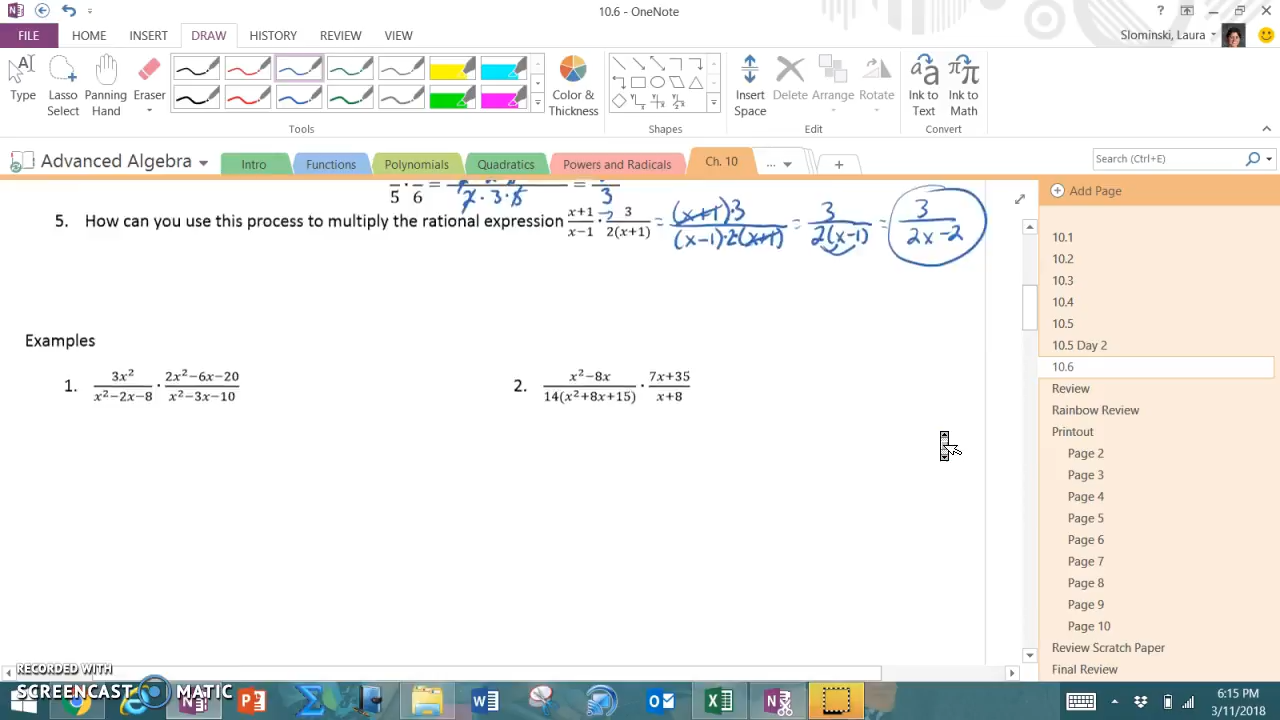 10.6 - OneNote
Slominski, Laura
FILE HOME INSERT DRAW HISTORY REVIEW VIEW
Type Lasso Select Panning Hand Eraser Color & Thickness Insert Space Delete Arrange Rotate Ink to Text Ink to Math
Tools Shapes Edit Convert
Advanced Algebra Intro Functions Polynomials Quadratics Powers and Radicals Ch. 10 ... Search (Ctrl+E)
Add Page
5 · 6 = x · 3 · 5 = 3
5. How can you use this process to multiply the rational expression (x+1)/(x−1) · 3/(2(x+1)) = ((x+1)·3)/((x−1)·2(x+1)) = 3/(2(x−1)) = 3/(2x−2)
Examples
1. 3x²/(x²−2x−8) · (2x²−6x−20)/(x²−3x−10)
2. (x²−8x)/(14(x²+8x+15)) · (7x+35)/(x+8)
10.1
10.2
10.3
10.4
10.5
10.5 Day 2
10.6
Review
Rainbow Review
Printout
Page 2
Page 3
Page 4
Page 5
Page 6
Page 7
Page 8
Page 9
Page 10
Review Scratch Paper
Final Review
RECORDED WITH
SCREENCAST MATIC
6:15 PM
3/11/2018